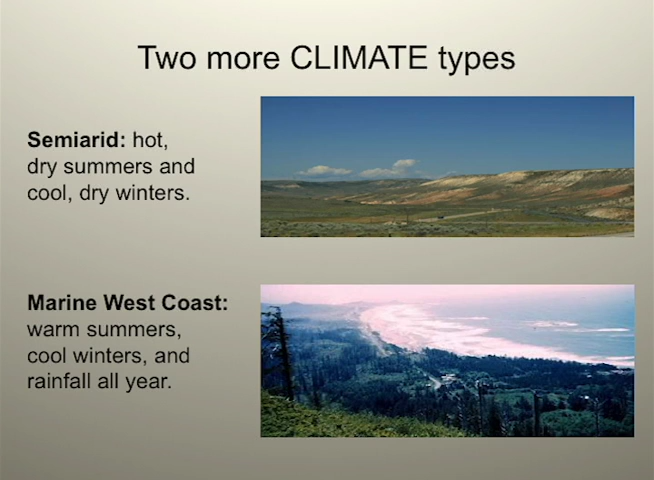 Two more CLIMATE types
Semiarid: hot,
dry summers and
cool, dry winters.
Marine West Coast:
warm summers,
cool winters, and
rainfall all year.